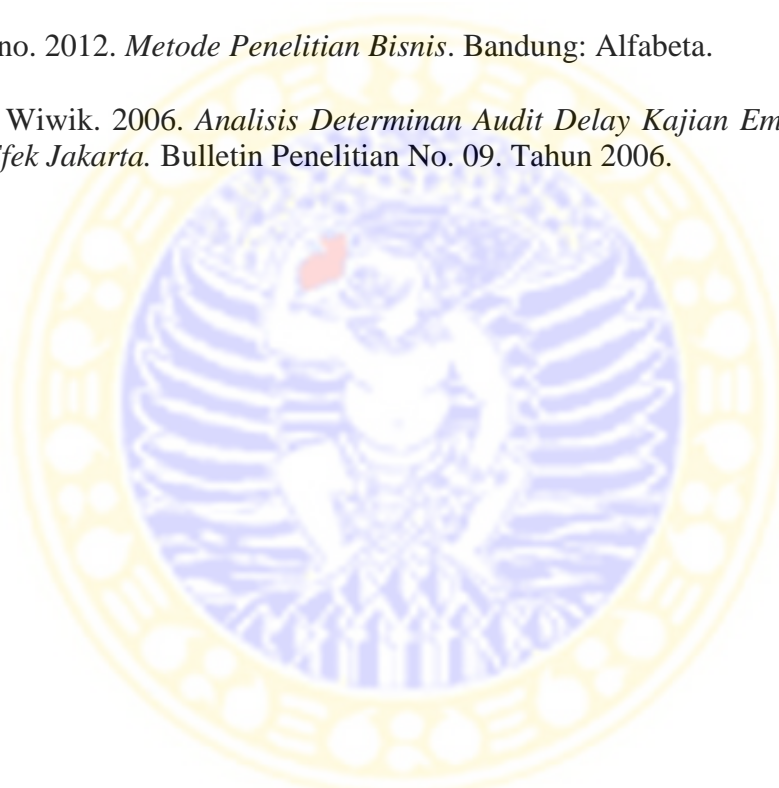 no. 2012. Metode Penelitian Bisnis. Bandung: Alfabeta.
Wiwik. 2006. Analisis Determinan Audit Delay Kajian Em
fek Jakarta. Bulletin Penelitian No. 09. Tahun 2006.